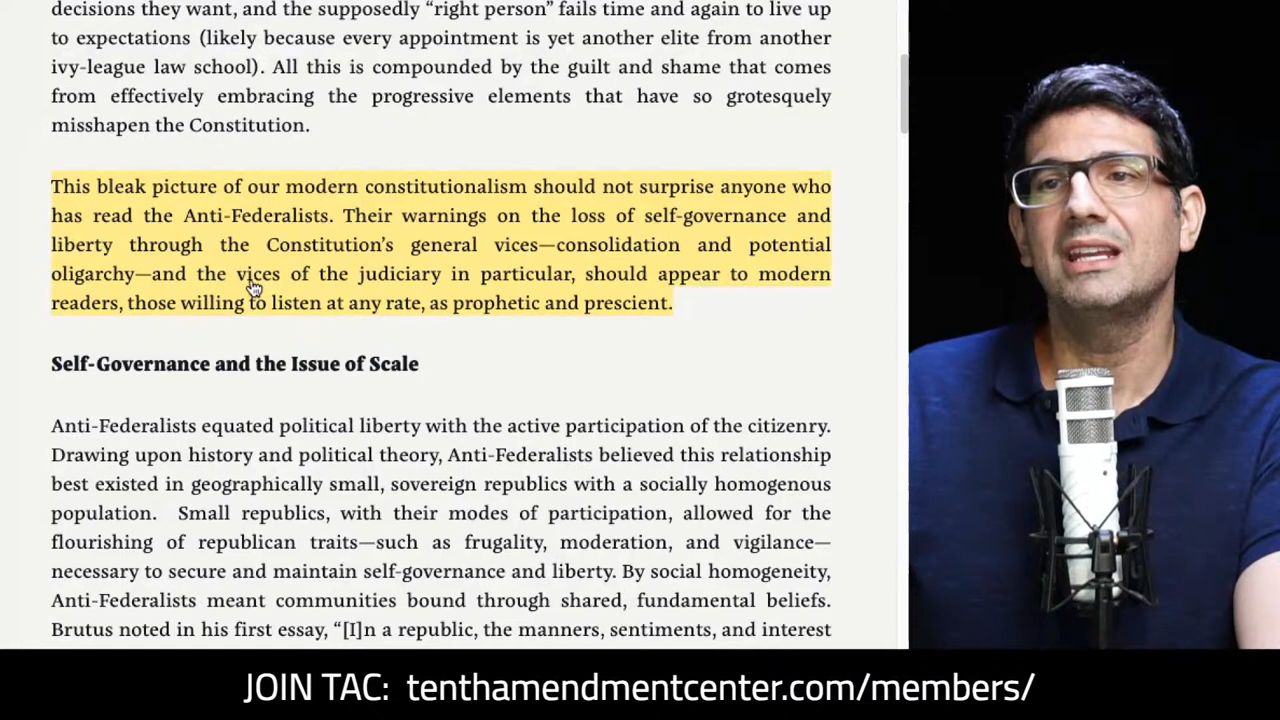 decisions they want, and the supposedly “right person” fails time and again to live up
to expectations (likely because every appointment is yet another elite from another
ivy-league law school). All this is compounded by the guilt and shame that comes
from effectively embracing the progressive elements that have so grotesquely
misshapen the Constitution.
This bleak picture of our modern constitutionalism should not surprise anyone who
has read the Anti-Federalists. Their warnings on the loss of self-governance and
liberty through the Constitution’s general vices—consolidation and potential
oligarchy—and the vices of the judiciary in particular, should appear to modern
readers, those willing to listen at any rate, as prophetic and prescient.
Self-Governance and the Issue of Scale
Anti-Federalists equated political liberty with the active participation of the citizenry.
Drawing upon history and political theory, Anti-Federalists believed this relationship
best existed in geographically small, sovereign republics with a socially homogenous
population.  Small republics, with their modes of participation, allowed for the
flourishing of republican traits—such as frugality, moderation, and vigilance—
necessary to secure and maintain self-governance and liberty. By social homogeneity,
Anti-Federalists meant communities bound through shared, fundamental beliefs.
Brutus noted in his first essay, “[I]n a republic, the manners, sentiments, and interest
JOIN TAC: tenthamendmentcenter.com/members/